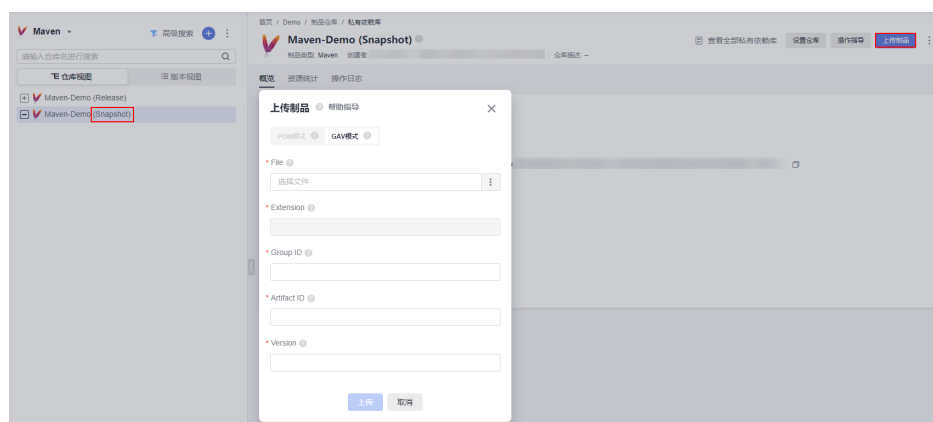 Maven
高级搜索
请输入仓库名进行搜索
仓库视图
版本视图
Maven-Demo (Release)
Maven-Demo (Snapshot)
首页 / Demo / 制品仓库 / 私有依赖库
Maven-Demo (Snapshot)
查看全部私有依赖库 设置仓库 操作指导 上传制品
制品类型: Maven 创建者: 仓库描述: --
概览 资源统计 操作日志
上传制品 帮助指导
POM模式 GAV模式
* File
选择文件
* Extension
* Group ID
* Artifact ID
* Version
上传 取消